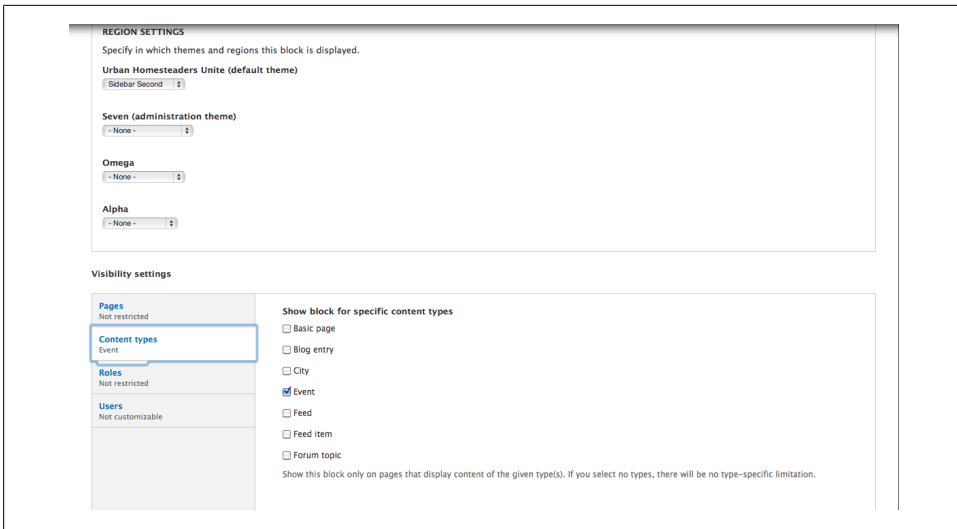 REGION SETTINGS
Specify in which themes and regions this block is displayed.
Urban Homesteaders Unite (default theme)
Sidebar Second
Seven (administration theme)
- None -
Omega
- None -
Alpha
- None -
Visibility settings
Pages
Not restricted
Content types
Event
Roles
Not restricted
Users
Not customizable
Show block for specific content types
Basic page
Blog entry
City
Event
Feed
Feed item
Forum topic
Show this block only on pages that display content of the given type(s). If you select no types, there will be no type-specific limitation.